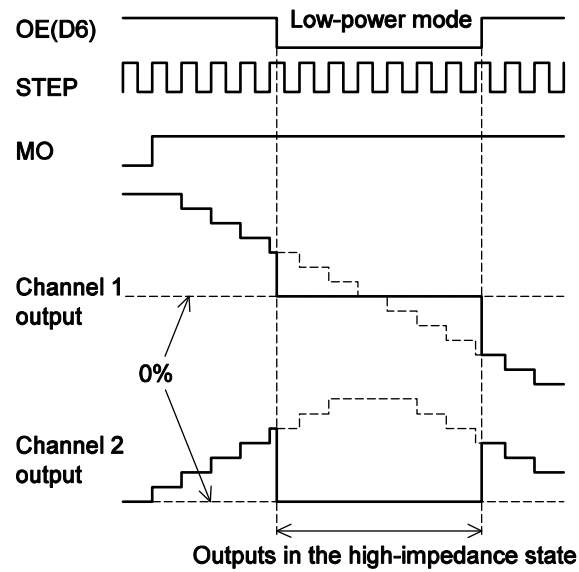 OE(D6)
Low-power mode
STEP
MO
Channel 1
output
0%
Channel 2
output
Outputs in the high-impedance state